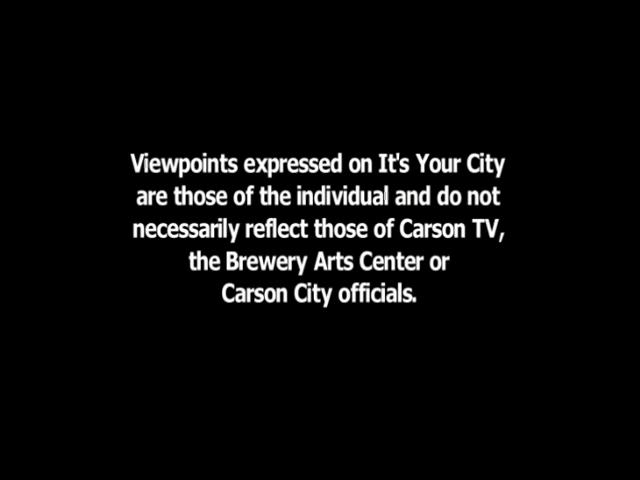 Viewpoints expressed on It's Your City
are those of the individual and do not
necessarily reflect those of Carson TV,
the Brewery Arts Center or
Carson City officials.